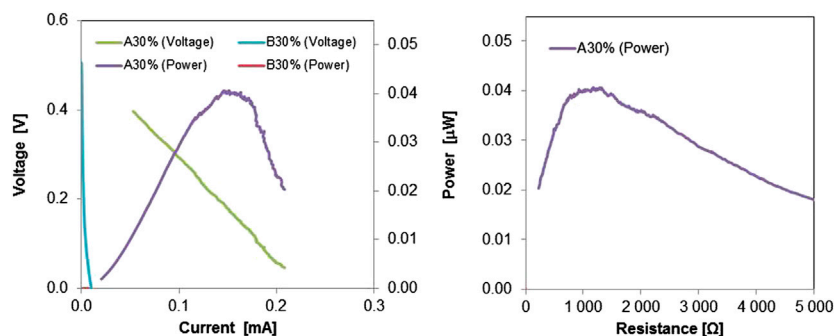 0.6
0.4
0.2
0.0
Voltage [V]
A30% (Voltage)
B30% (Voltage)
A30% (Power)
B30% (Power)
0.05
0.04
0.03
0.02
0.01
0.00
0.0
0.1
0.2
0.3
Current [mA]
Power [µW]
0.05
0.04
0.03
0.02
0.01
0.00
A30% (Power)
0
1 000
2 000
3 000
4 000
5 000
Resistance [Ω]